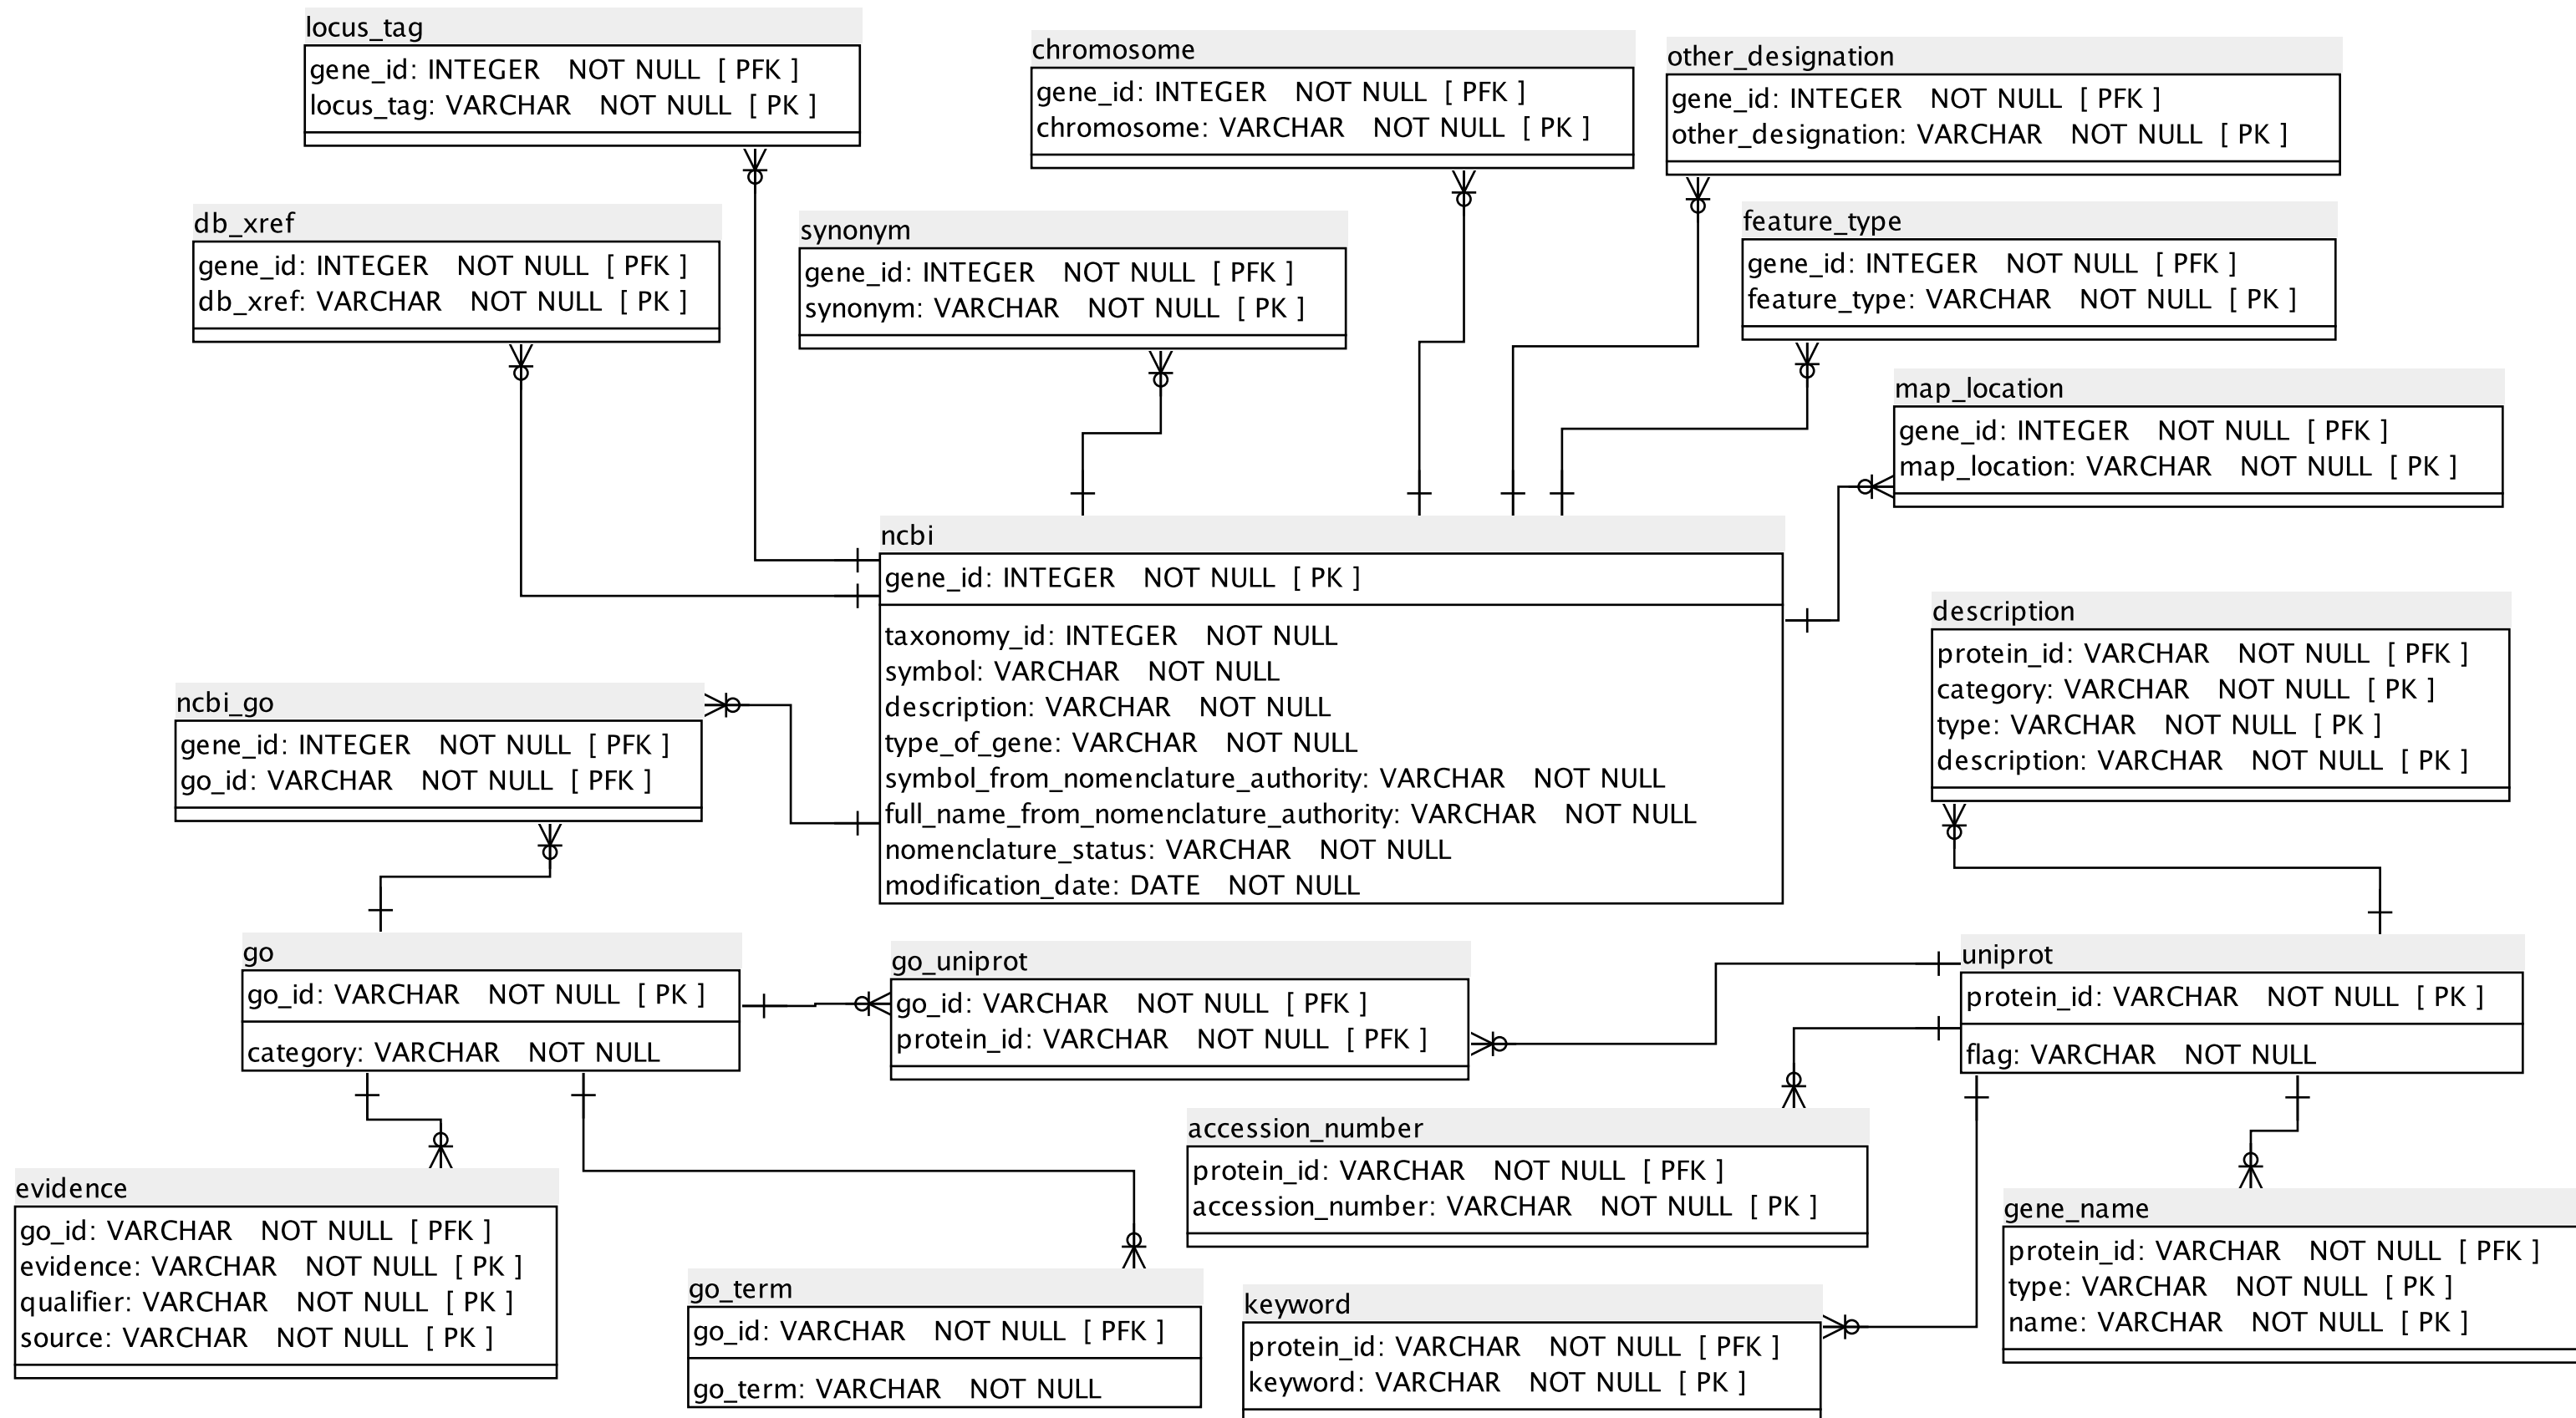 locus_tag
gene_id: INTEGER NOT NULL [ PFK ]
locus_tag: VARCHAR NOT NULL [ PK ]
chromosome
gene_id: INTEGER NOT NULL [ PFK ]
chromosome: VARCHAR NOT NULL [ PK ]
other_designation
gene_id: INTEGER NOT NULL [ PFK ]
other_designation: VARCHAR NOT NULL [ PK ]
db_xref
gene_id: INTEGER NOT NULL [ PFK ]
db_xref: VARCHAR NOT NULL [ PK ]
synonym
gene_id: INTEGER NOT NULL [ PFK ]
synonym: VARCHAR NOT NULL [ PK ]
feature_type
gene_id: INTEGER NOT NULL [ PFK ]
feature_type: VARCHAR NOT NULL [ PK ]
map_location
gene_id: INTEGER NOT NULL [ PFK ]
map_location: VARCHAR NOT NULL [ PK ]
ncbi
gene_id: INTEGER NOT NULL [ PK ]
taxonomy_id: INTEGER NOT NULL
symbol: VARCHAR NOT NULL
description: VARCHAR NOT NULL
type_of_gene: VARCHAR NOT NULL
symbol_from_nomenclature_authority: VARCHAR NOT NULL
full_name_from_nomenclature_authority: VARCHAR NOT NULL
nomenclature_status: VARCHAR NOT NULL
modification_date: DATE NOT NULL
description
protein_id: VARCHAR NOT NULL [ PFK ]
category: VARCHAR NOT NULL [ PK ]
type: VARCHAR NOT NULL [ PK ]
description: VARCHAR NOT NULL [ PK ]
ncbi_go
gene_id: INTEGER NOT NULL [ PFK ]
go_id: VARCHAR NOT NULL [ PFK ]
go
go_id: VARCHAR NOT NULL [ PK ]
category: VARCHAR NOT NULL
go_uniprot
go_id: VARCHAR NOT NULL [ PFK ]
protein_id: VARCHAR NOT NULL [ PFK ]
uniprot
protein_id: VARCHAR NOT NULL [ PK ]
flag: VARCHAR NOT NULL
accession_number
protein_id: VARCHAR NOT NULL [ PFK ]
accession_number: VARCHAR NOT NULL [ PK ]
evidence
go_id: VARCHAR NOT NULL [ PFK ]
evidence: VARCHAR NOT NULL [ PK ]
qualifier: VARCHAR NOT NULL [ PK ]
source: VARCHAR NOT NULL [ PK ]
go_term
go_id: VARCHAR NOT NULL [ PFK ]
go_term: VARCHAR NOT NULL
keyword
protein_id: VARCHAR NOT NULL [ PFK ]
keyword: VARCHAR NOT NULL [ PK ]
gene_name
protein_id: VARCHAR NOT NULL [ PFK ]
type: VARCHAR NOT NULL [ PK ]
name: VARCHAR NOT NULL [ PK ]